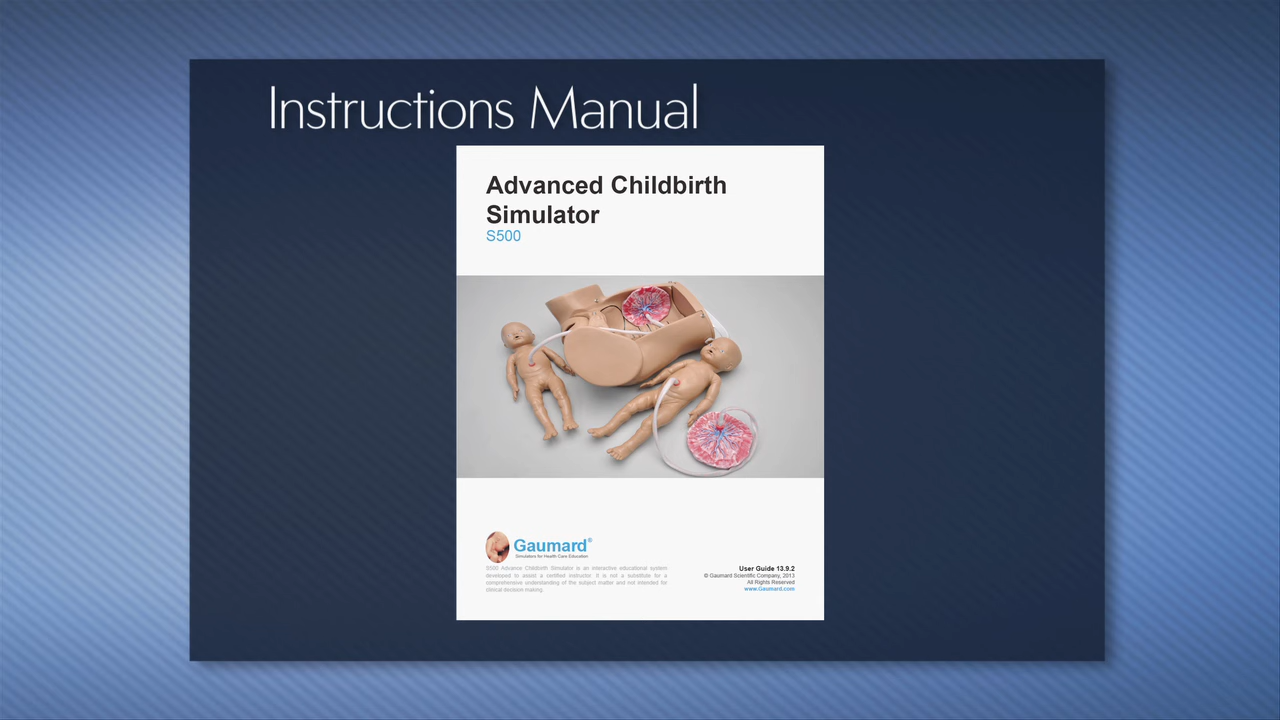 Instructions Manual
Advanced Childbirth
Simulator
S500
Gaumard®
Simulators for Health Care Education
S500 Advance Childbirth Simulator is an interactive educational system
developed to assist a certified instructor. It is not a substitute for a
comprehensive understanding of the subject matter and not intended for
clinical decision making.
User Guide 13.9.2
© Gaumard Scientific Company, 2013
All Rights Reserved
www.Gaumard.com